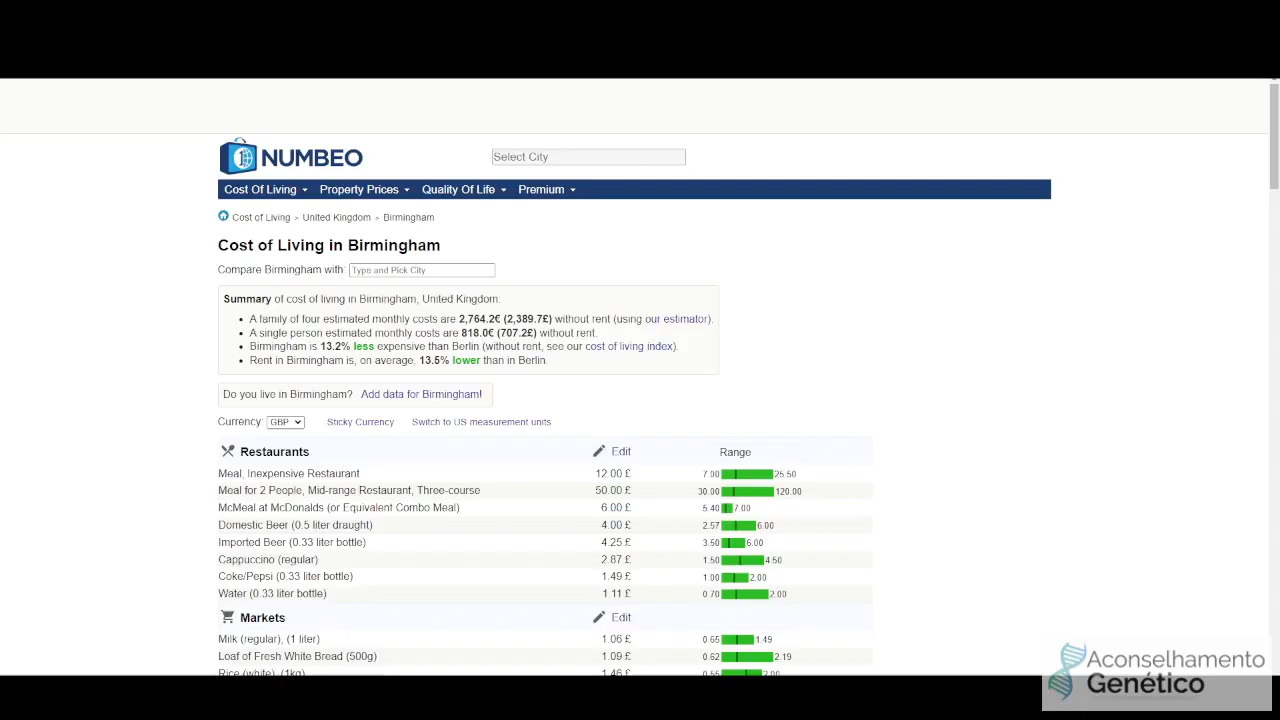 NUMBEO
Select City
Cost Of Living Property Prices Quality Of Life Premium
Cost of Living > United Kingdom > Birmingham
Cost of Living in Birmingham
Compare Birmingham with: Type and Pick City
Summary of cost of living in Birmingham, United Kingdom:
• A family of four estimated monthly costs are 2,764.2€ (2,389.7£) without rent (using our estimator).
• A single person estimated monthly costs are 818.0€ (707.2£) without rent.
• Birmingham is 13.2% less expensive than Berlin (without rent, see our cost of living index).
• Rent in Birmingham is, on average, 13.5% lower than in Berlin.
Do you live in Birmingham? Add data for Birmingham!
Currency: GBP Sticky Currency Switch to US measurement units
Restaurants Edit Range
Meal, Inexpensive Restaurant 12.00 £ 7.00 25.50
Meal for 2 People, Mid-range Restaurant, Three-course 50.00 £ 30.00 120.00
McMeal at McDonalds (or Equivalent Combo Meal) 6.00 £ 5.40 7.00
Domestic Beer (0.5 liter draught) 4.00 £ 2.57 6.00
Imported Beer (0.33 liter bottle) 4.25 £ 3.50 6.00
Cappuccino (regular) 2.87 £ 1.50 4.50
Coke/Pepsi (0.33 liter bottle) 1.49 £ 1.00 2.00
Water (0.33 liter bottle) 1.11 £ 0.70 2.00
Markets Edit
Milk (regular), (1 liter) 1.06 £ 0.65 1.49
Loaf of Fresh White Bread (500g) 1.09 £ 0.62 2.19
Rice (white), (1kg) 1.46 £ 0.55 2.00
Aconselhamento
Genético